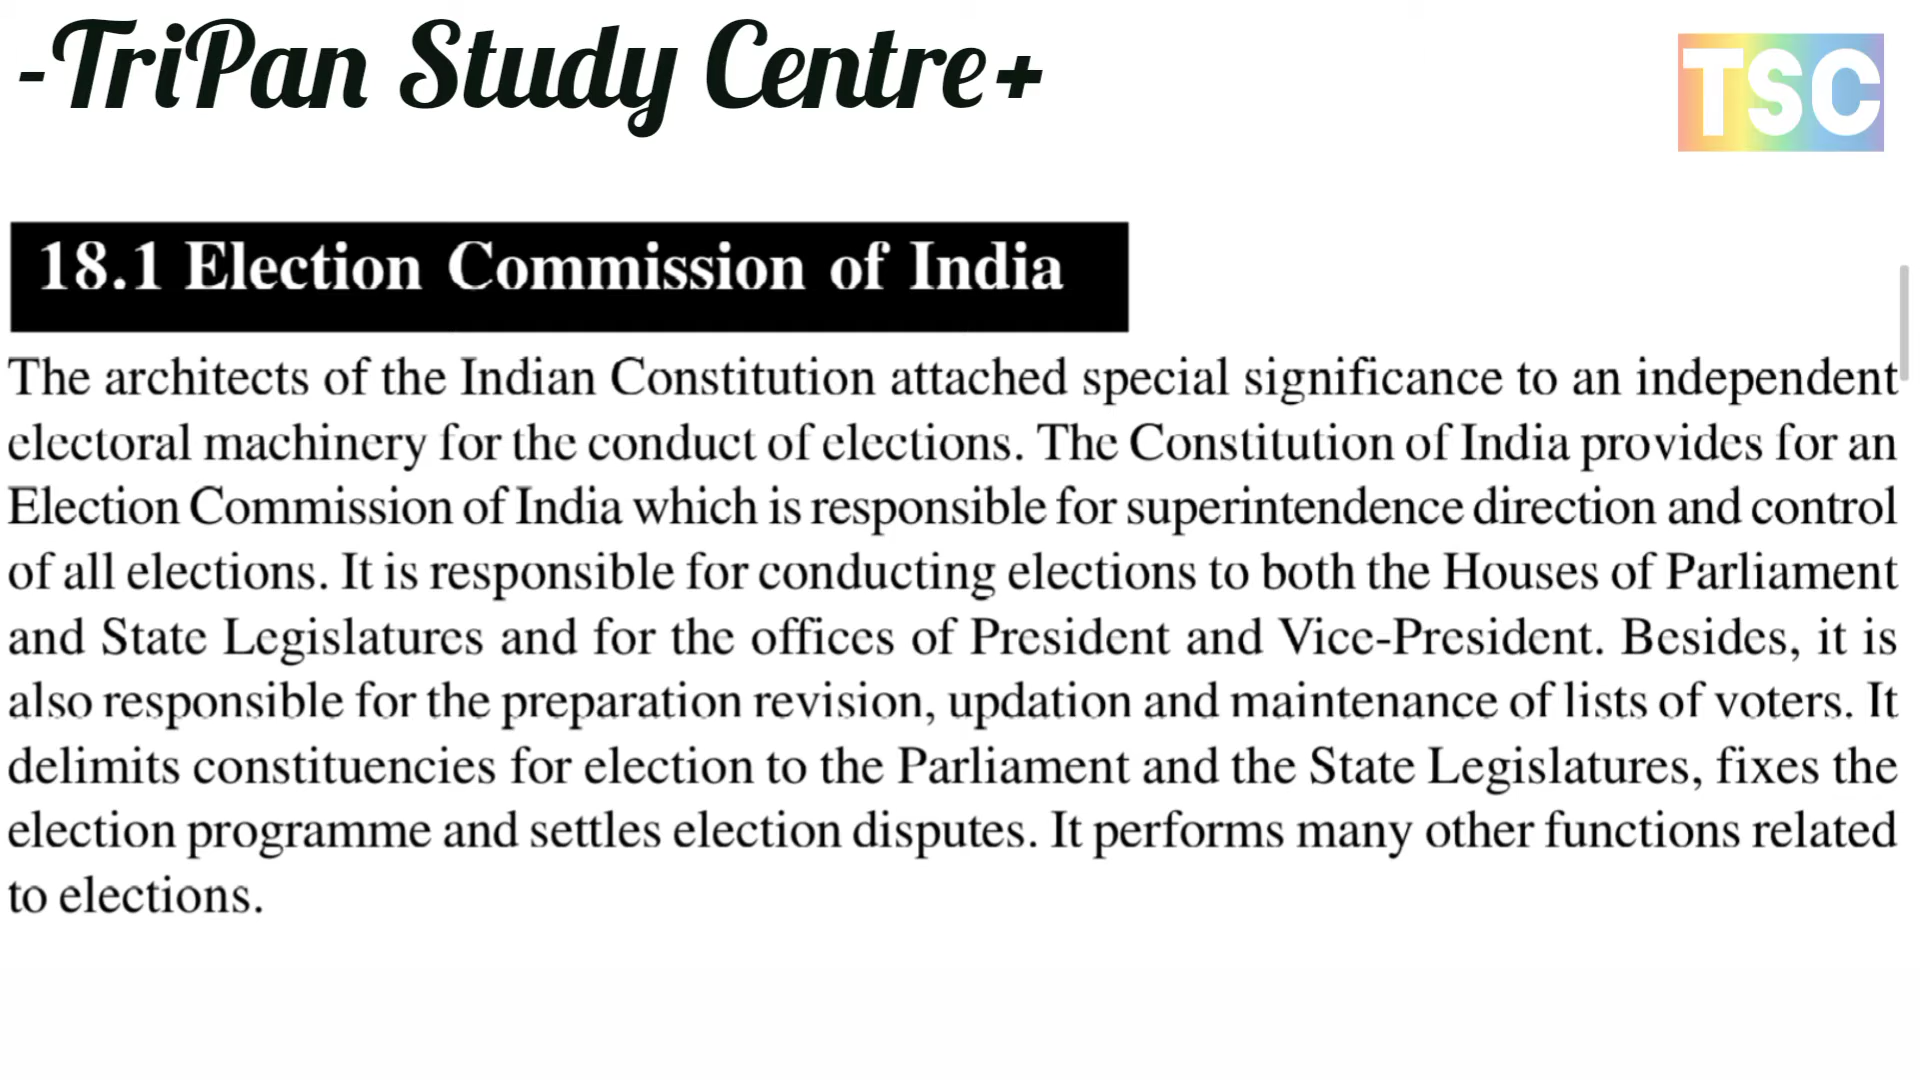 -TriPan Study Centre+
TSC
18.1 Election Commission of India
The architects of the Indian Constitution attached special significance to an independent
electoral machinery for the conduct of elections. The Constitution of India provides for an
Election Commission of India which is responsible for superintendence direction and control
of all elections. It is responsible for conducting elections to both the Houses of Parliament
and State Legislatures and for the offices of President and Vice-President. Besides, it is
also responsible for the preparation revision, updation and maintenance of lists of voters. It
delimits constituencies for election to the Parliament and the State Legislatures, fixes the
election programme and settles election disputes. It performs many other functions related
to elections.